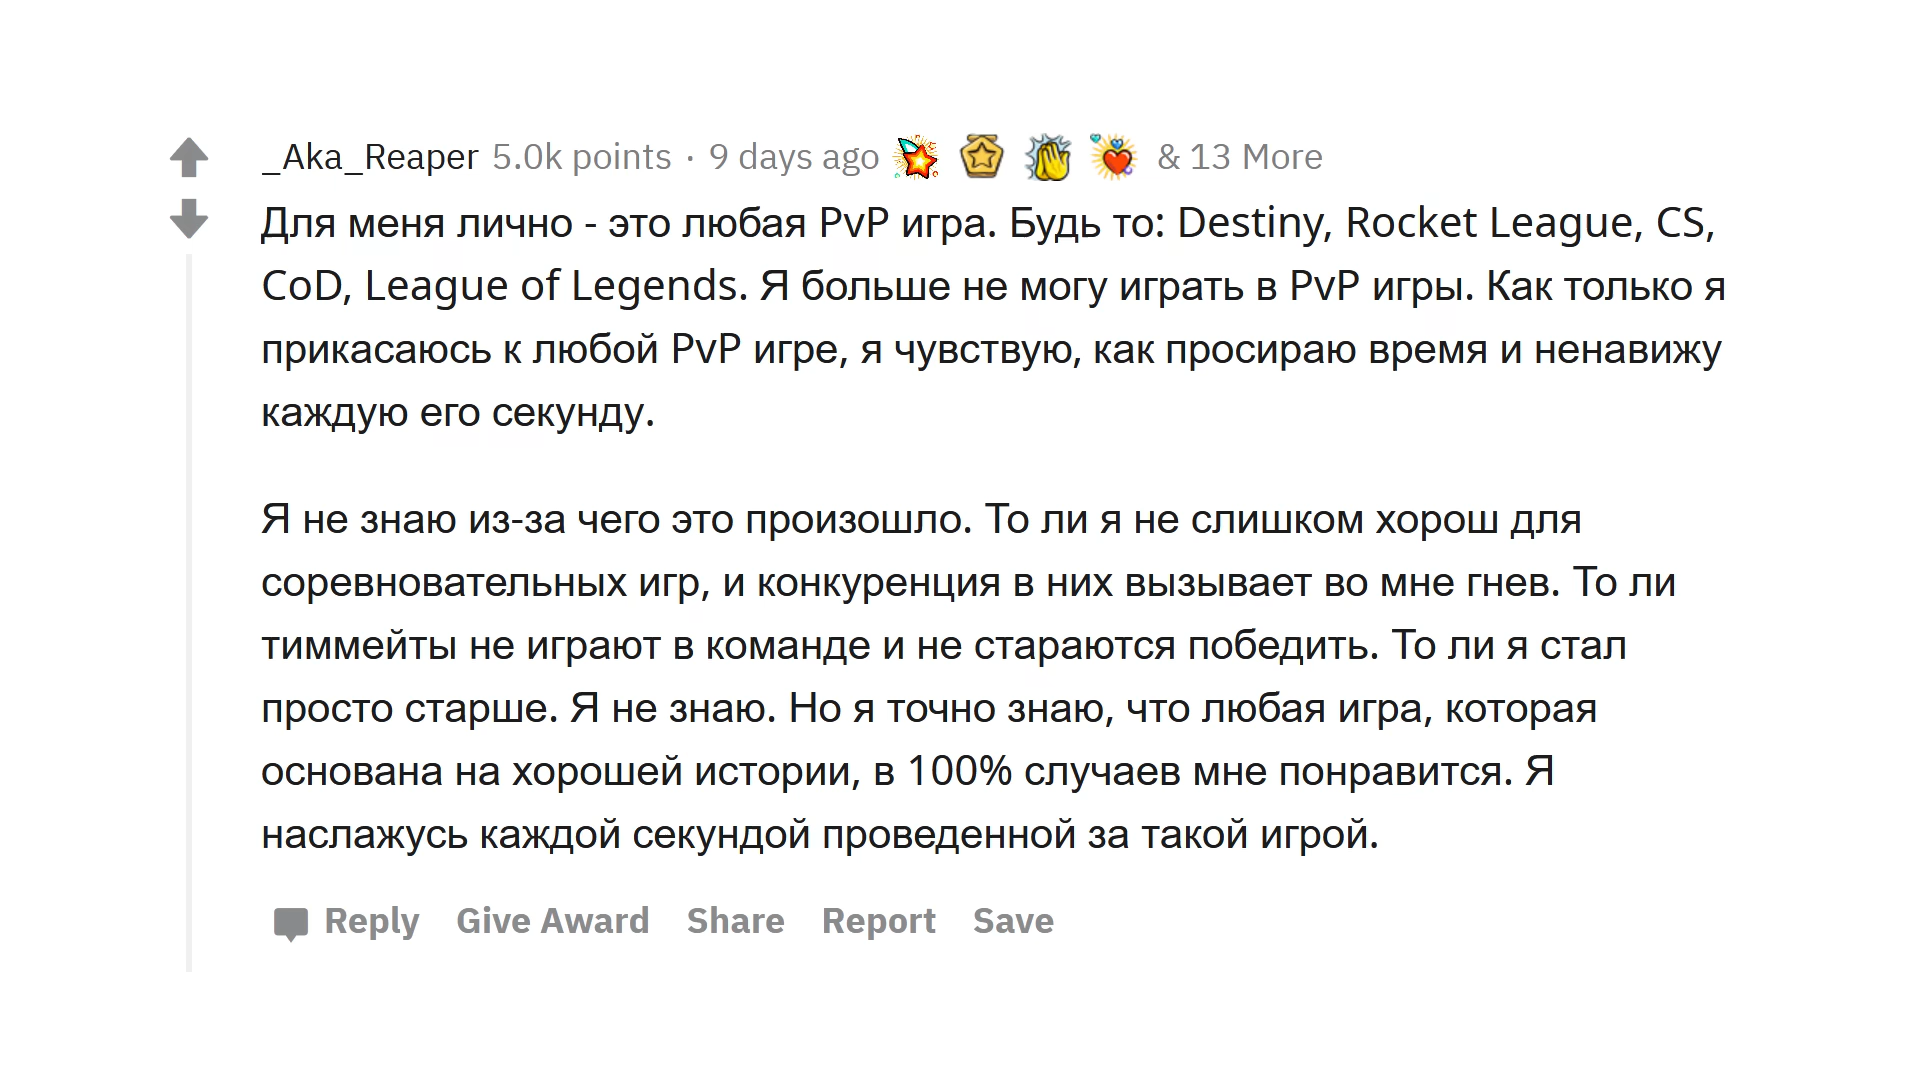 _Aka_Reaper 5.0k points · 9 days ago & 13 More
Для меня лично - это любая PvP игра. Будь то: Destiny, Rocket League, CS,
CoD, League of Legends. Я больше не могу играть в PvP игры. Как только я
прикасаюсь к любой PvP игре, я чувствую, как просираю время и ненавижу
каждую его секунду.
Я не знаю из-за чего это произошло. То ли я не слишком хорош для
соревновательных игр, и конкуренция в них вызывает во мне гнев. То ли
тиммейты не играют в команде и не стараются победить. То ли я стал
просто старше. Я не знаю. Но я точно знаю, что любая игра, которая
основана на хорошей истории, в 100% случаев мне понравится. Я
наслажусь каждой секундой проведенной за такой игрой.
Reply Give Award Share Report Save